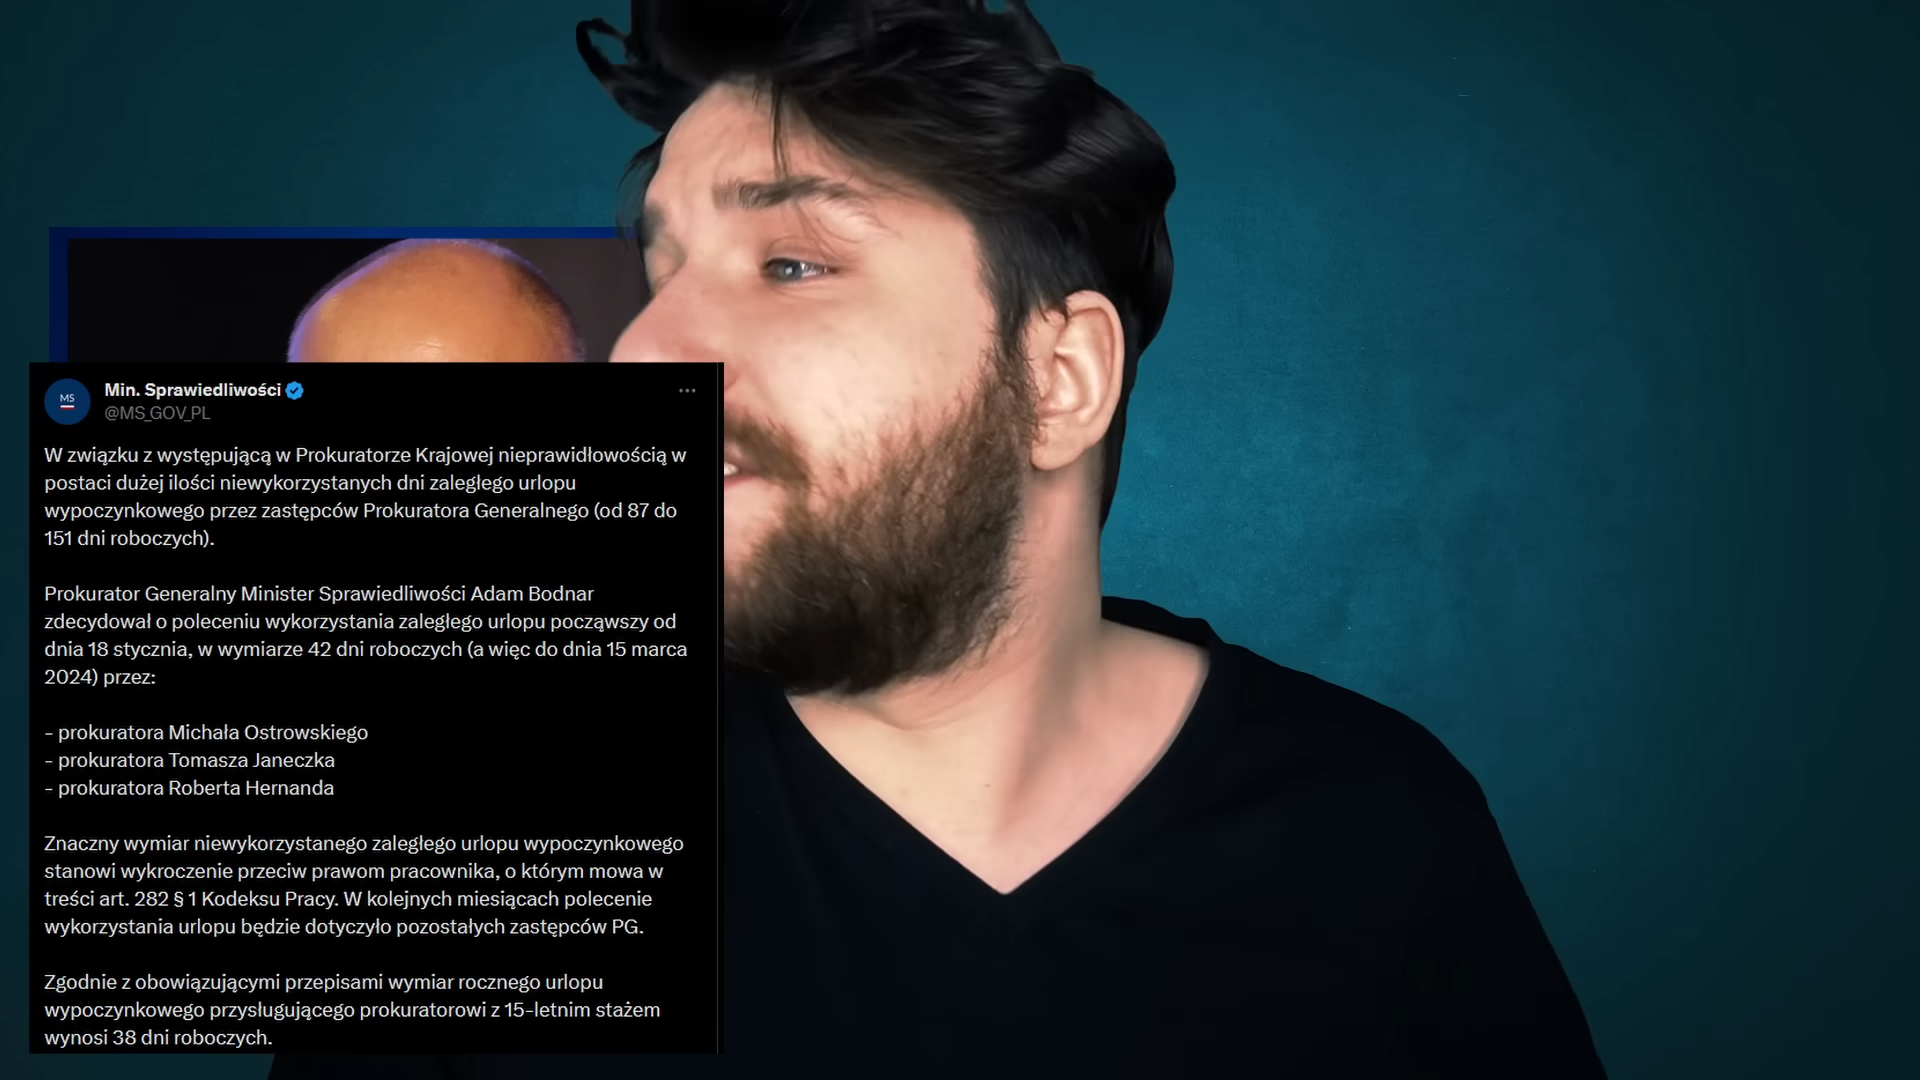 Min. Sprawiedliwości
@MS_GOV_PL
MS
W związku z występującą w Prokuratorze Krajowej nieprawidłowością w
postaci dużej ilości niewykorzystanych dni zaległego urlopu
wypoczynkowego przez zastępców Prokuratora Generalnego (od 87 do
151 dni roboczych).
Prokurator Generalny Minister Sprawiedliwości Adam Bodnar
zdecydował o poleceniu wykorzystania zaległego urlopu począwszy od
dnia 18 stycznia, w wymiarze 42 dni roboczych (a więc do dnia 15 marca
2024) przez:
- prokuratora Michała Ostrowskiego
- prokuratora Tomasza Janeczka
- prokuratora Roberta Hernanda
Znaczny wymiar niewykorzystanego zaległego urlopu wypoczynkowego
stanowi wykroczenie przeciw prawom pracownika, o którym mowa w
treści art. 282 § 1 Kodeksu Pracy. W kolejnych miesiącach polecenie
wykorzystania urlopu będzie dotyczyło pozostałych zastępców PG.
Zgodnie z obowiązującymi przepisami wymiar rocznego urlopu
wypoczynkowego przysługującego prokuratorowi z 15-letnim stażem
wynosi 38 dni roboczych.